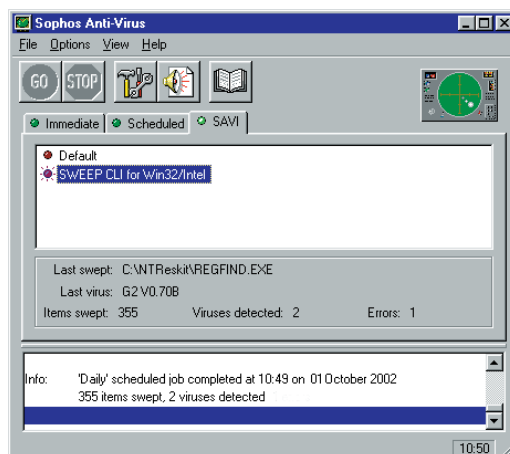 Sophos Anti-Virus
File Options View Help
GO STOP
Immediate Scheduled SAVI
Default
SWEEP CLI for Win32/Intel
Last swept: C:\NTReskit\REGFIND.EXE
Last virus: G2 V0.70B
Items swept: 355 Viruses detected: 2 Errors: 1
Info: 'Daily' scheduled job completed at 10:49 on 01 October 2002
355 items swept, 2 viruses detected
10:50